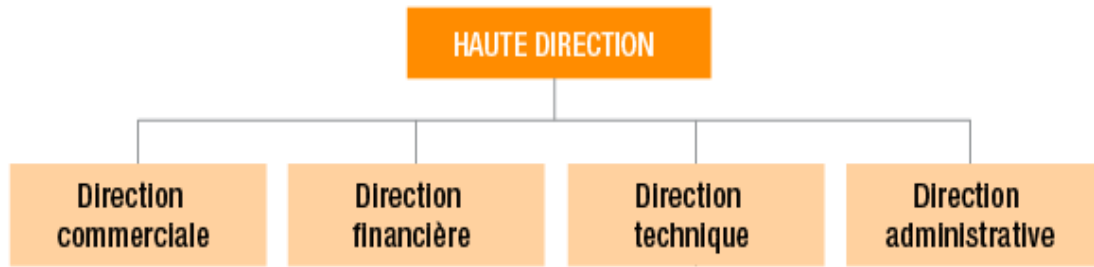 HAUTE DIRECTION
Direction
commerciale
Direction
financière
Direction
technique
Direction
administrative